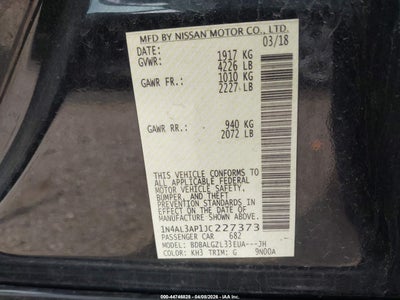 MFD BY NISSAN MOTOR CO., LTD.
DATE: 03/18
GVWR: 1917 KG
4226 LB
GAWR FR.: 1010 KG
2227 LB
GAWR RR.: 940 KG
2072 LB
THIS VEHICLE CONFORMS TO
ALL APPLICABLE FEDERAL
MOTOR VEHICLE SAFETY,
BUMPER, AND THEFT
PREVENTION STANDARDS IN
EFFECT ON THE DATE OF
MANUFACTURE SHOWN ABOVE.
1N4AL3AP1JC227373
PASSENGER CAR 682
MODEL: BDBALGZL33EUA---JH
COLOR: KH3 TRIM: G 9N00A
000-44746828 - 04/08/2026 - IAA Inc.